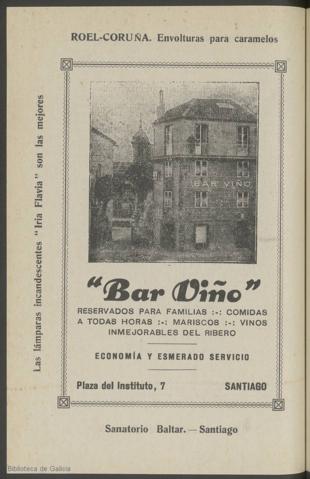 ROEL-CORUÑA. Envolturas para caramelos
Las lámparas incandescentes "Iria Flavia" son las mejores
BAR VIÑO
"Bar Viño"
RESERVADOS PARA FAMILIAS :-: COMIDAS
A TODAS HORAS :-: MARISCOS :-: VINOS
INMEJORABLES DEL RIBERO
ECONOMÍA Y ESMERADO SERVICIO
Plaza del Instituto, 7 SANTIAGO
Sanatorio Baltar. — Santiago
Biblioteca de Galicia